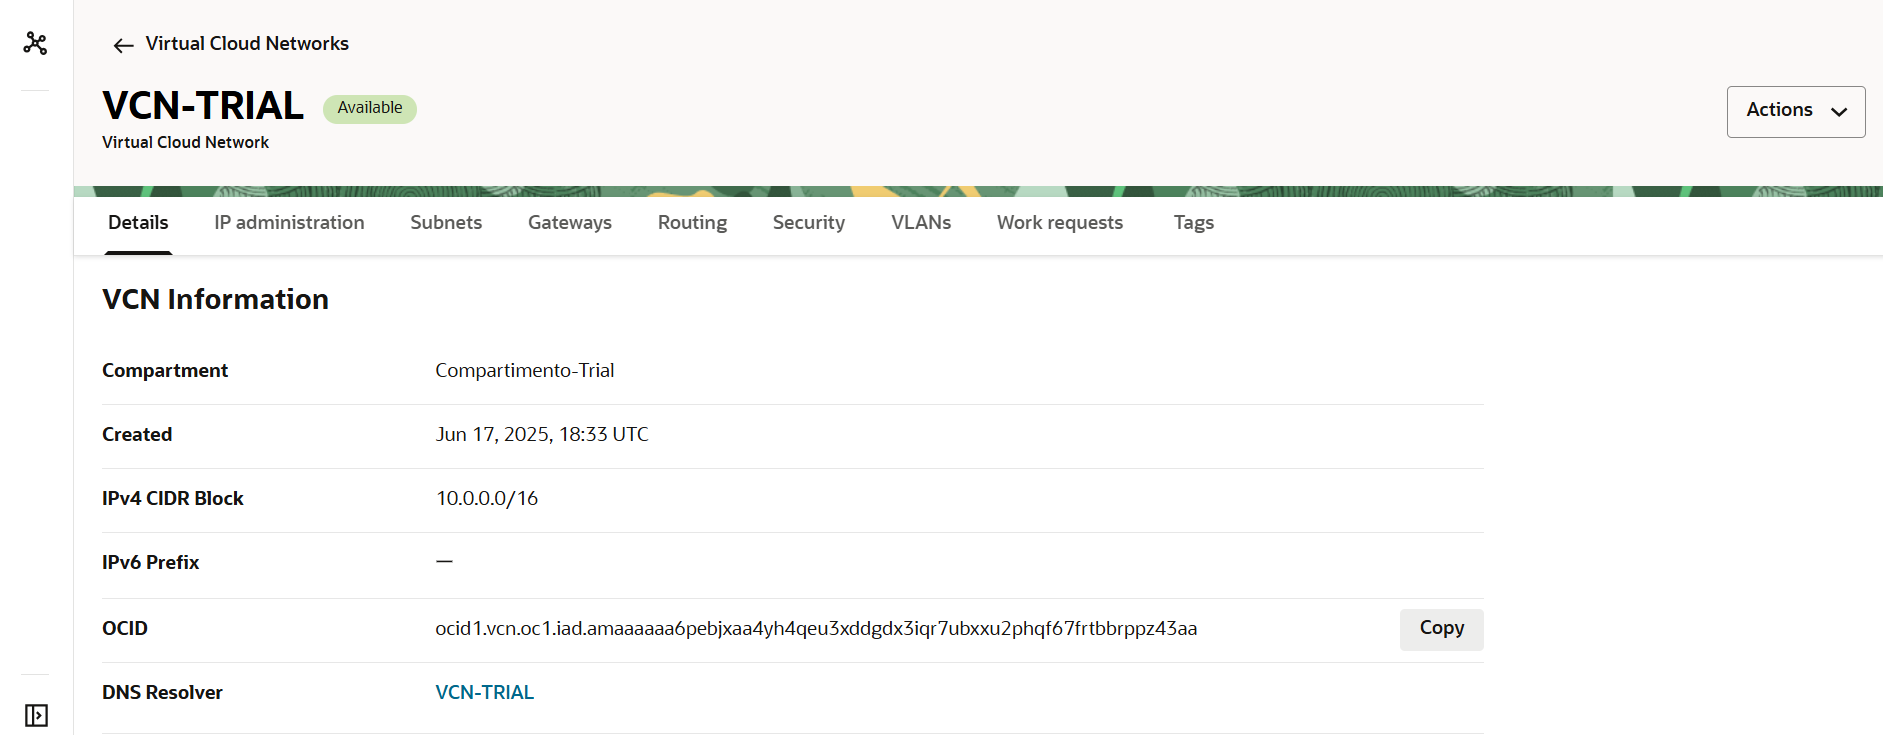 Virtual Cloud Networks
VCN-TRIAL Available
Virtual Cloud Network
Actions
Details IP administration Subnets Gateways Routing Security VLANs Work requests Tags
VCN Information
Compartment Compartimento-Trial
Created Jun 17, 2025, 18:33 UTC
IPv4 CIDR Block 10.0.0.0/16
IPv6 Prefix —
OCID ocid1.vcn.oc1.iad.amaaaaaa6pebjxaa4yh4qeu3xddgdx3iqr7ubxxu2phqf67frtbbrppz43aa Copy
DNS Resolver VCN-TRIAL